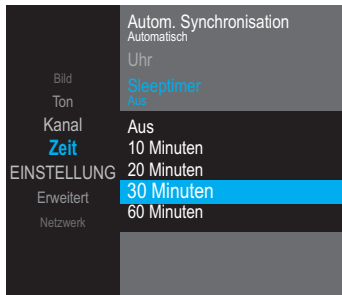 Autom. Synchronisation
Automatisch
Uhr
Sleeptimer
Aus
Bild
Ton
Kanal
Zeit
EINSTELLUNG
Erweitert
Netzwerk
Aus
10 Minuten
20 Minuten
30 Minuten
60 Minuten